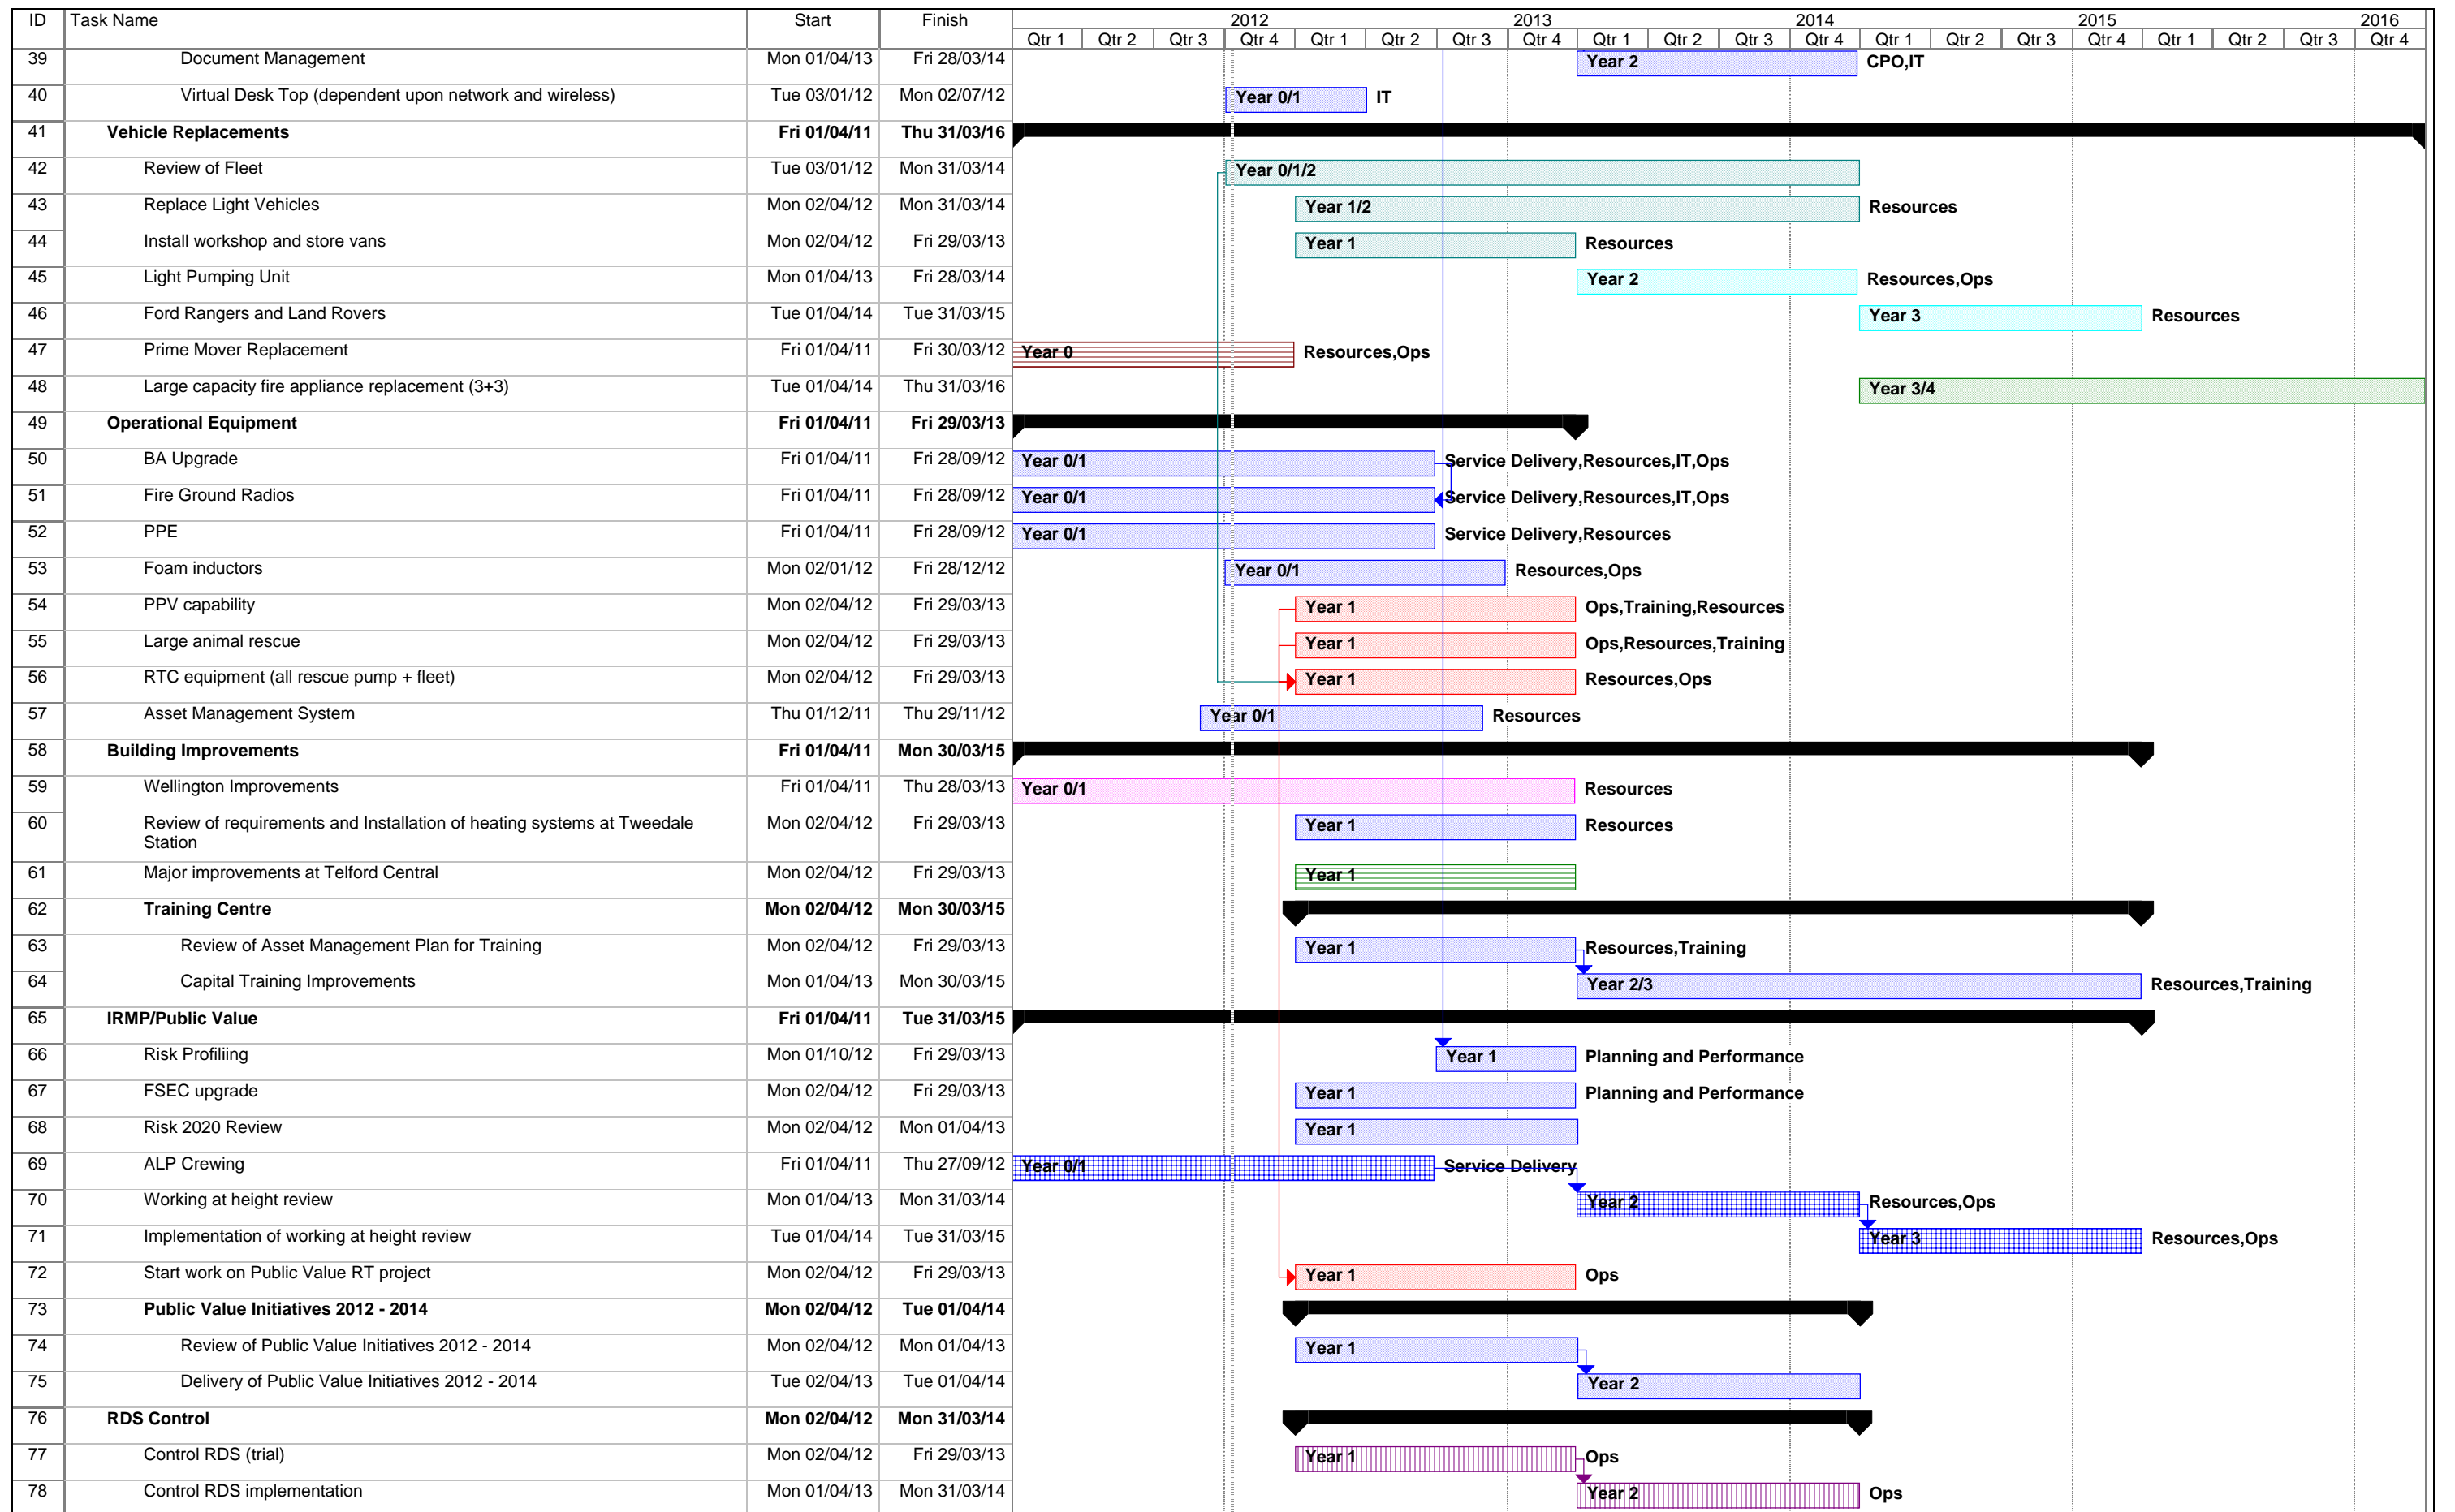 ID Task Name Start Finish 2012 2013 2014 2015 2016
Qtr 1 Qtr 2 Qtr 3 Qtr 4 Qtr 1 Qtr 2 Qtr 3 Qtr 4 Qtr 1 Qtr 2 Qtr 3 Qtr 4 Qtr 1 Qtr 2 Qtr 3 Qtr 4 Qtr 1 Qtr 2 Qtr 3 Qtr 4
39 Document Management Mon 01/04/13 Fri 28/03/14 Year 2 CPO,IT
40 Virtual Desk Top (dependent upon network and wireless) Tue 03/01/12 Mon 02/07/12 Year 0/1 IT
41 Vehicle Replacements Fri 01/04/11 Thu 31/03/16
42 Review of Fleet Tue 03/01/12 Mon 31/03/14 Year 0/1/2
43 Replace Light Vehicles Mon 02/04/12 Mon 31/03/14 Year 1/2 Resources
44 Install workshop and store vans Mon 02/04/12 Fri 29/03/13 Year 1 Resources
45 Light Pumping Unit Mon 01/04/13 Fri 28/03/14 Year 2 Resources,Ops
46 Ford Rangers and Land Rovers Tue 01/04/14 Tue 31/03/15 Year 3 Resources
47 Prime Mover Replacement Fri 01/04/11 Fri 30/03/12 Year 0 Resources,Ops
48 Large capacity fire appliance replacement (3+3) Tue 01/04/14 Thu 31/03/16 Year 3/4
49 Operational Equipment Fri 01/04/11 Fri 29/03/13
50 BA Upgrade Fri 01/04/11 Fri 28/09/12 Year 0/1 Service Delivery,Resources,IT,Ops
51 Fire Ground Radios Fri 01/04/11 Fri 28/09/12 Year 0/1 Service Delivery,Resources,IT,Ops
52 PPE Fri 01/04/11 Fri 28/09/12 Year 0/1 Service Delivery,Resources
53 Foam inductors Mon 02/01/12 Fri 28/12/12 Year 0/1 Resources,Ops
54 PPV capability Mon 02/04/12 Fri 29/03/13 Year 1 Ops,Training,Resources
55 Large animal rescue Mon 02/04/12 Fri 29/03/13 Year 1 Ops,Resources,Training
56 RTC equipment (all rescue pump + fleet) Mon 02/04/12 Fri 29/03/13 Year 1 Resources,Ops
57 Asset Management System Thu 01/12/11 Thu 29/11/12 Year 0/1 Resources
58 Building Improvements Fri 01/04/11 Mon 30/03/15
59 Wellington Improvements Fri 01/04/11 Thu 28/03/13 Year 0/1 Resources
60 Review of requirements and Installation of heating systems at Tweedale Mon 02/04/12 Fri 29/03/13 Year 1 Resources
Station
61 Major improvements at Telford Central Mon 02/04/12 Fri 29/03/13 Year 1
62 Training Centre Mon 02/04/12 Mon 30/03/15
63 Review of Asset Management Plan for Training Mon 02/04/12 Fri 29/03/13 Year 1 Resources,Training
64 Capital Training Improvements Mon 01/04/13 Mon 30/03/15 Year 2/3 Resources,Training
65 IRMP/Public Value Fri 01/04/11 Tue 31/03/15
66 Risk Profiliing Mon 01/10/12 Fri 29/03/13 Year 1 Planning and Performance
67 FSEC upgrade Mon 02/04/12 Fri 29/03/13 Year 1 Planning and Performance
68 Risk 2020 Review Mon 02/04/12 Mon 01/04/13 Year 1
69 ALP Crewing Fri 01/04/11 Thu 27/09/12 Year 0/1 Service Delivery
70 Working at height review Mon 01/04/13 Mon 31/03/14 Year 2 Resources,Ops
71 Implementation of working at height review Tue 01/04/14 Tue 31/03/15 Year 3 Resources,Ops
72 Start work on Public Value RT project Mon 02/04/12 Fri 29/03/13 Year 1 Ops
73 Public Value Initiatives 2012 - 2014 Mon 02/04/12 Tue 01/04/14
74 Review of Public Value Initiatives 2012 - 2014 Mon 02/04/12 Mon 01/04/13 Year 1
75 Delivery of Public Value Initiatives 2012 - 2014 Tue 02/04/13 Tue 01/04/14 Year 2
76 RDS Control Mon 02/04/12 Mon 31/03/14
77 Control RDS (trial) Mon 02/04/12 Fri 29/03/13 Year 1 Ops
78 Control RDS implementation Mon 01/04/13 Mon 31/03/14 Year 2 Ops